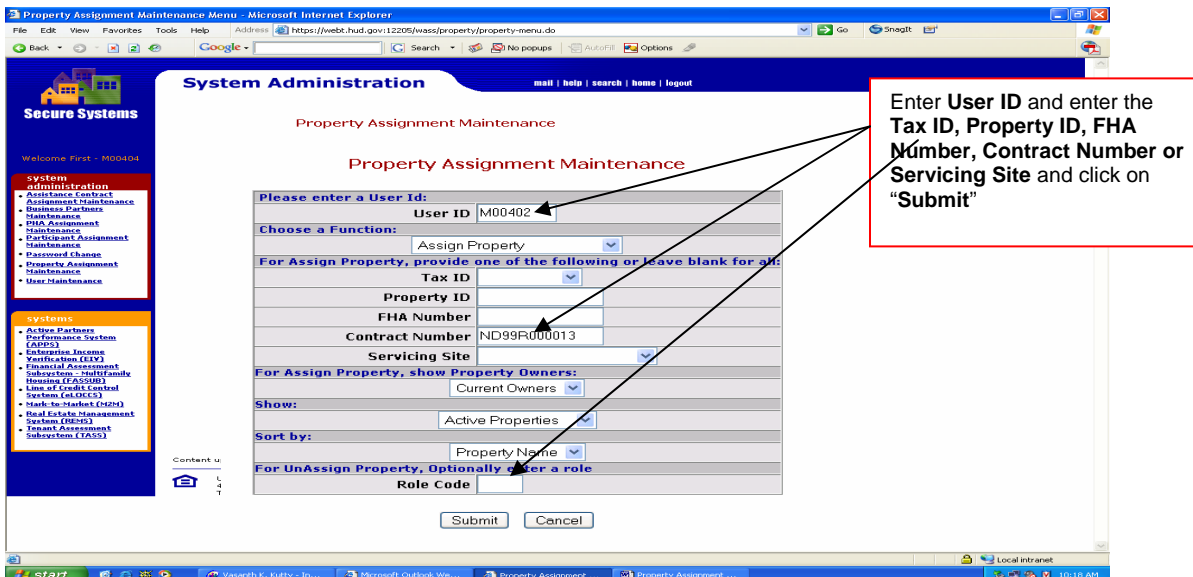 Property Assignment Maintenance Menu - Microsoft Internet Explorer
File Edit View Favorites Tools Help Address https://webt.hud.gov:12205/wass/property/property-menu.do Go SnagIt
Back Google Search No popups AutoFill Options
System Administration
mail | help | search | home | logout
Secure Systems
Property Assignment Maintenance
Welcome First - M00404
Property Assignment Maintenance
system
administration
Assistance Contract
Assignment Maintenance
Business Partners
Maintenance
PHA Assignment
Maintenance
Participant Assignment
Maintenance
Password Change
Property Assignment
Maintenance
User Maintenance
systems
Active Partners
Performance System
(APPS)
Enterprise Income
Verification (EIV)
Financial Assessment
Subsystem - Multifamily
Housing (FASSUB)
Line of Credit Control
System (eLOCCS)
Mark-to-Market (M2M)
Real Estate Management
System (REMS)
Tenant Assessment
Subsystem (TASS)
Please enter a User Id:
User ID M00402
Choose a Function:
Assign Property
For Assign Property, provide one of the following or leave blank for all:
Tax ID
Property ID
FHA Number
Contract Number ND99R000013
Servicing Site
For Assign Property, show Property Owners:
Current Owners
Show:
Active Properties
Sort by:
Property Name
For UnAssign Property, Optionally enter a role
Role Code
Submit Cancel
Content u
Enter User ID and enter the
Tax ID, Property ID, FHA
Number, Contract Number or
Servicing Site and click on
“Submit”
Local intranet
start Vasanth K. Kutty - In... Microsoft Outlook We... Property Assignment ... Property Assignment ... 10:18 AM